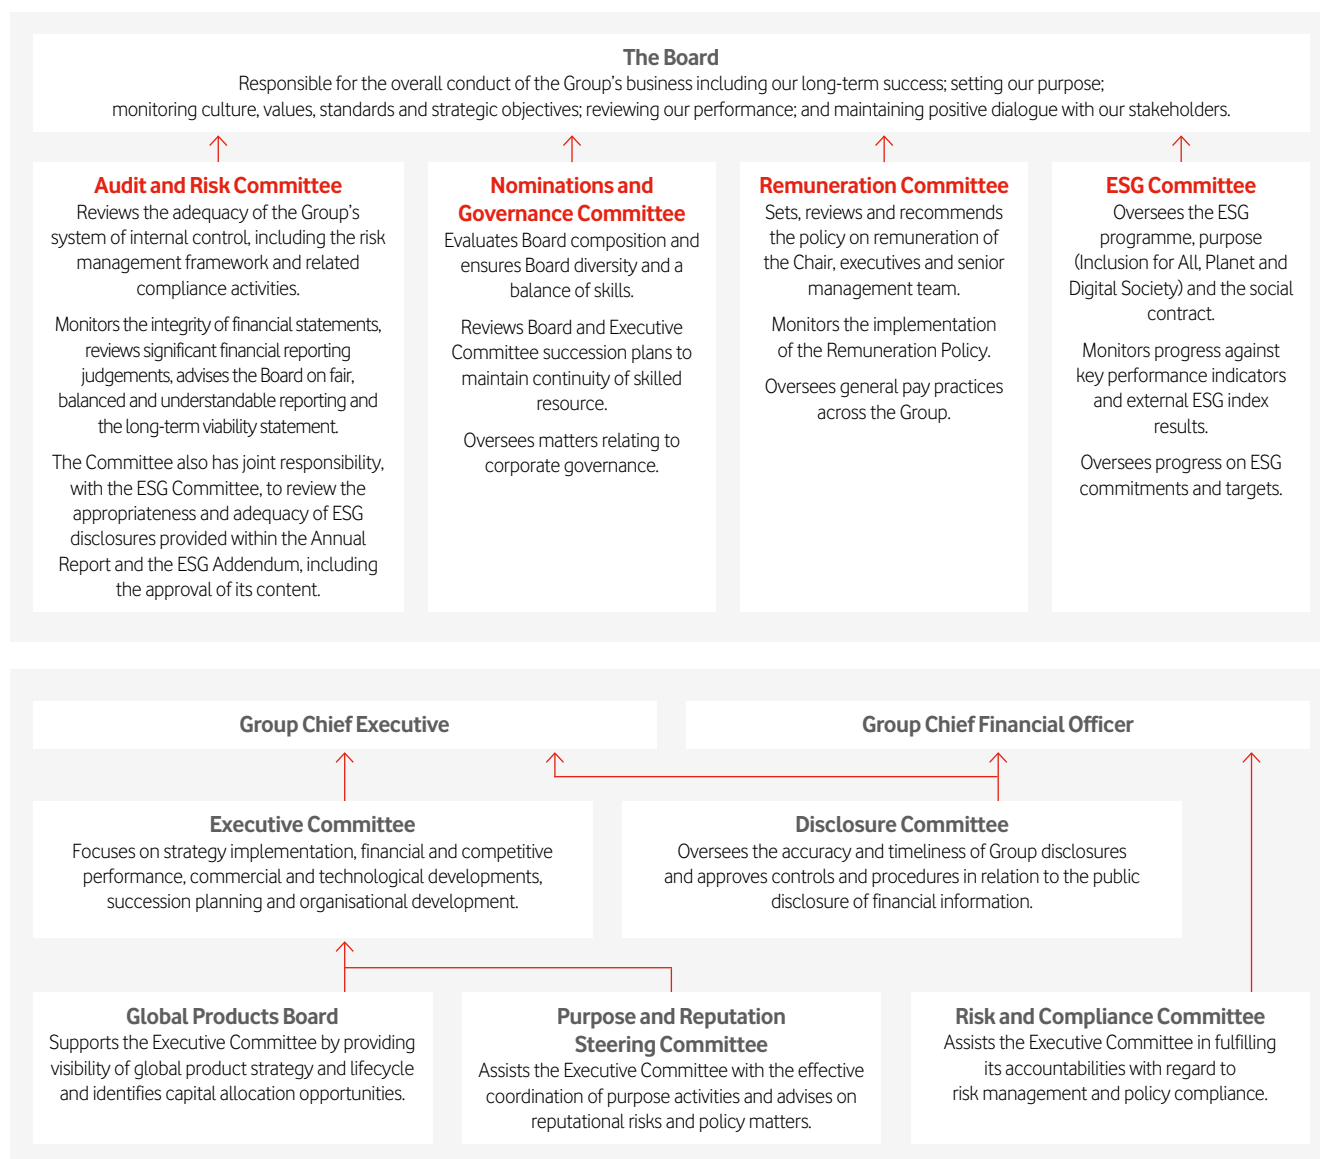 The Board
Responsible for the overall conduct of the Group's business including our long-term success; setting our purpose;
monitoring culture, values, standards and strategic objectives; reviewing our performance; and maintaining positive dialogue with our stakeholders.
Audit and Risk Committee
Reviews the adequacy of the Group's
system of internal control, including the risk
management framework and related
compliance activities.
Monitors the integrity of financial statements,
reviews significant financial reporting
judgements, advises the Board on fair,
balanced and understandable reporting and
the long-term viability statement.
The Committee also has joint responsibility,
with the ESG Committee, to review the
appropriateness and adequacy of ESG
disclosures provided within the Annual
Report and the ESG Addendum, including
the approval of its content.
Nominations and
Governance Committee
Evaluates Board composition and
ensures Board diversity and a
balance of skills.
Reviews Board and Executive
Committee succession plans to
maintain continuity of skilled
resource.
Oversees matters relating to
corporate governance.
Remuneration Committee
Sets, reviews and recommends
the policy on remuneration of
the Chair, executives and senior
management team.
Monitors the implementation
of the Remuneration Policy.
Oversees general pay practices
across the Group.
ESG Committee
Oversees the ESG
programme, purpose
(Inclusion for All, Planet and
Digital Society) and the social
contract.
Monitors progress against
key performance indicators
and external ESG index
results.
Oversees progress on ESG
commitments and targets.
Group Chief Executive
Group Chief Financial Officer
Executive Committee
Focuses on strategy implementation, financial and competitive
performance, commercial and technological developments,
succession planning and organisational development.
Disclosure Committee
Oversees the accuracy and timeliness of Group disclosures
and approves controls and procedures in relation to the public
disclosure of financial information.
Global Products Board
Supports the Executive Committee by providing
visibility of global product strategy and lifecycle
and identifies capital allocation opportunities.
Purpose and Reputation
Steering Committee
Assists the Executive Committee with the effective
coordination of purpose activities and advises on
reputational risks and policy matters.
Risk and Compliance Committee
Assists the Executive Committee in fulfilling
its accountabilities with regard to
risk management and policy compliance.